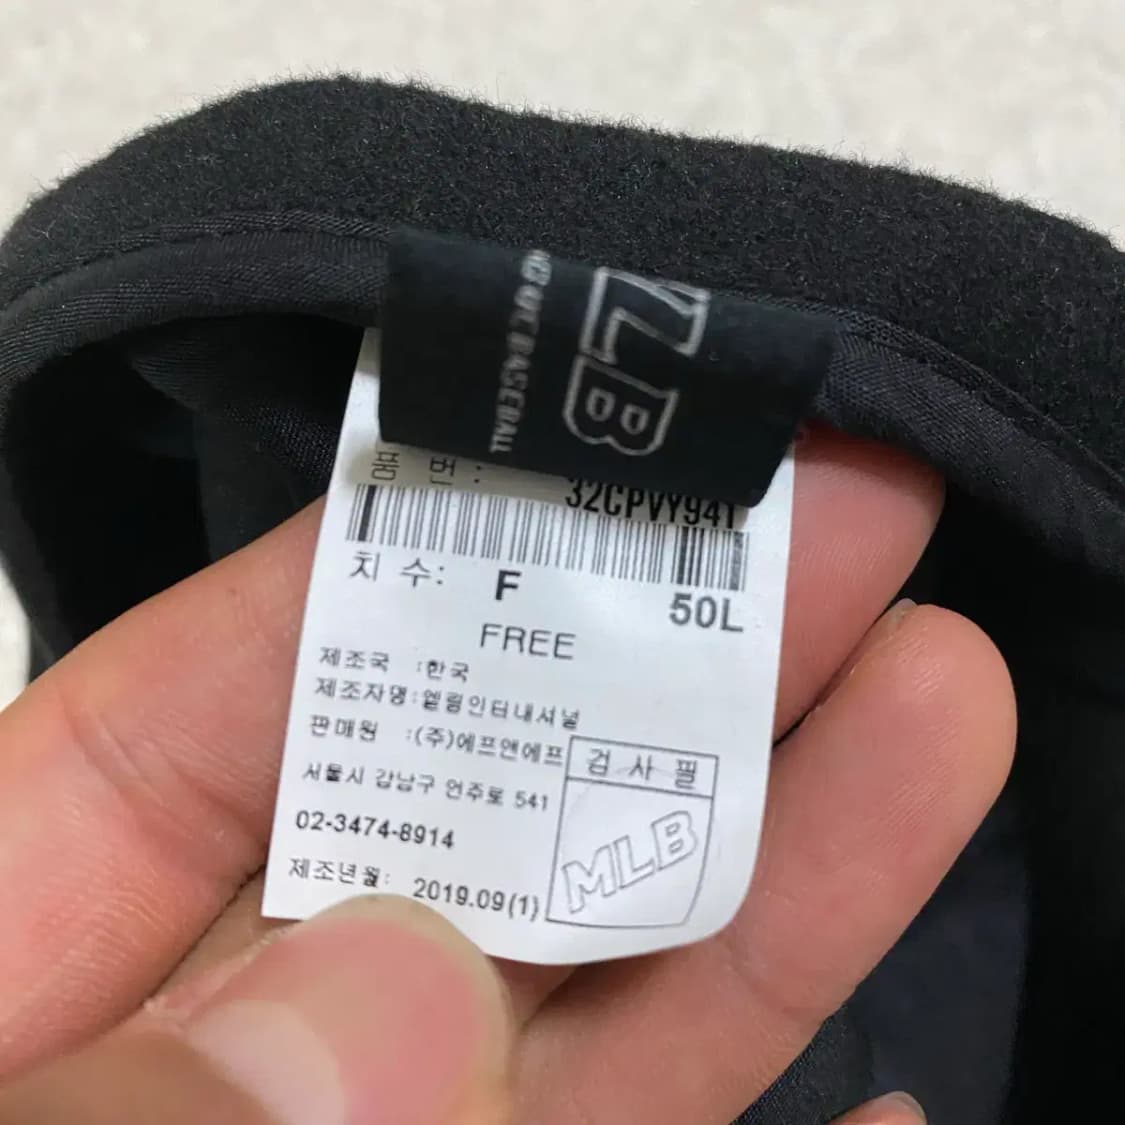 BASEBALL
품 번 : 32CPVY941
치 수: F 50L
FREE
제조국 :한국
제조자명:엘림인터내셔널
판매원 :(주)에프앤에프
서울시 강남구 언주로 541
02-3474-8914
제조년월: 2019.09(1)
검 사 필
MLB